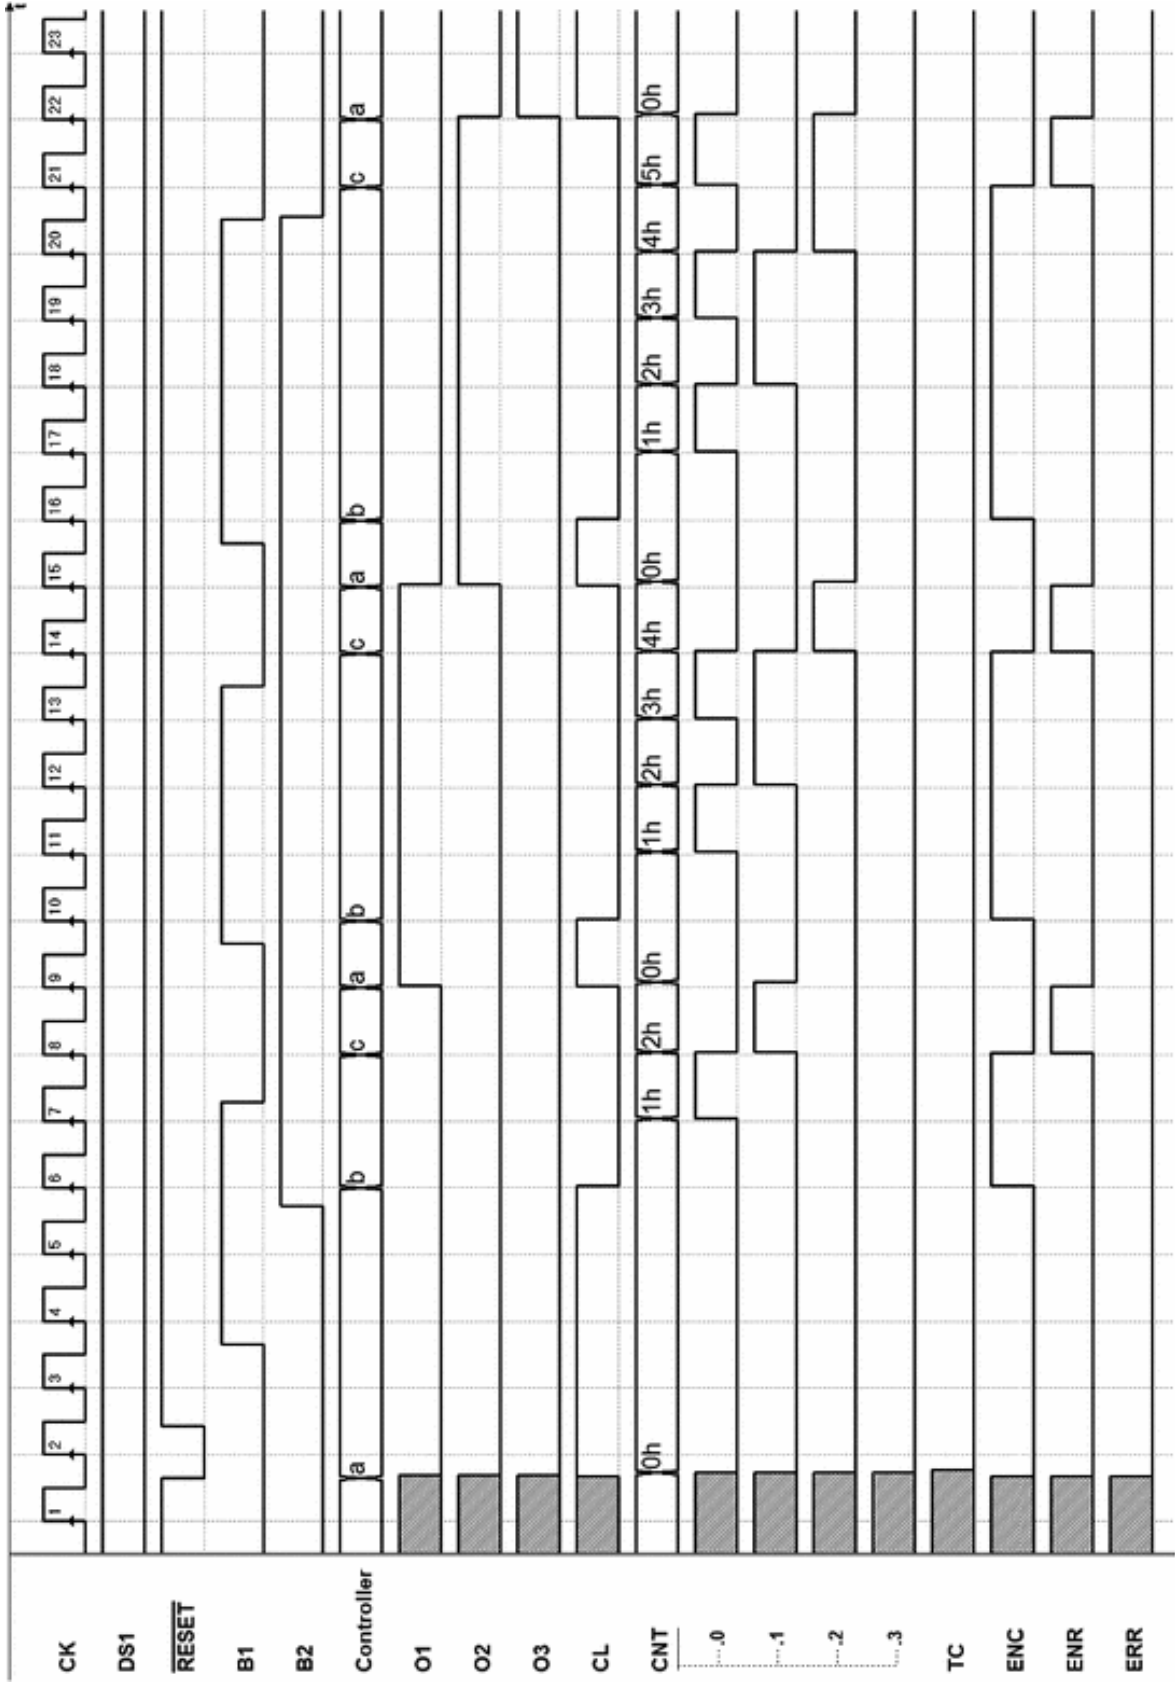 t
CK 1 2 3 4 5 6 7 8 9 10 11 12 13 14 15 16 17 18 19 20 21 22 23
DS1
RESET
B1
B2
Controller a b c a b c a b c a
O1
O2
O3
CL
CNT 0h 1h 2h 0h 1h 2h 3h 4h 0h 1h 2h 3h 4h 5h 0h
.0
.1
.2
.3
TC
ENC
ENR
ERR